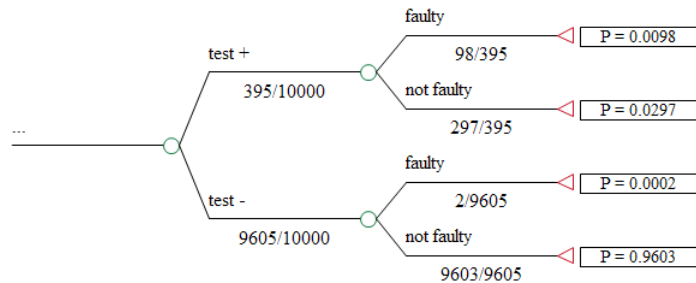 faulty
98/395
P = 0.0098
test +
395/10000
not faulty
297/395
P = 0.0297
...
faulty
2/9605
P = 0.0002
test -
9605/10000
not faulty
9603/9605
P = 0.9603